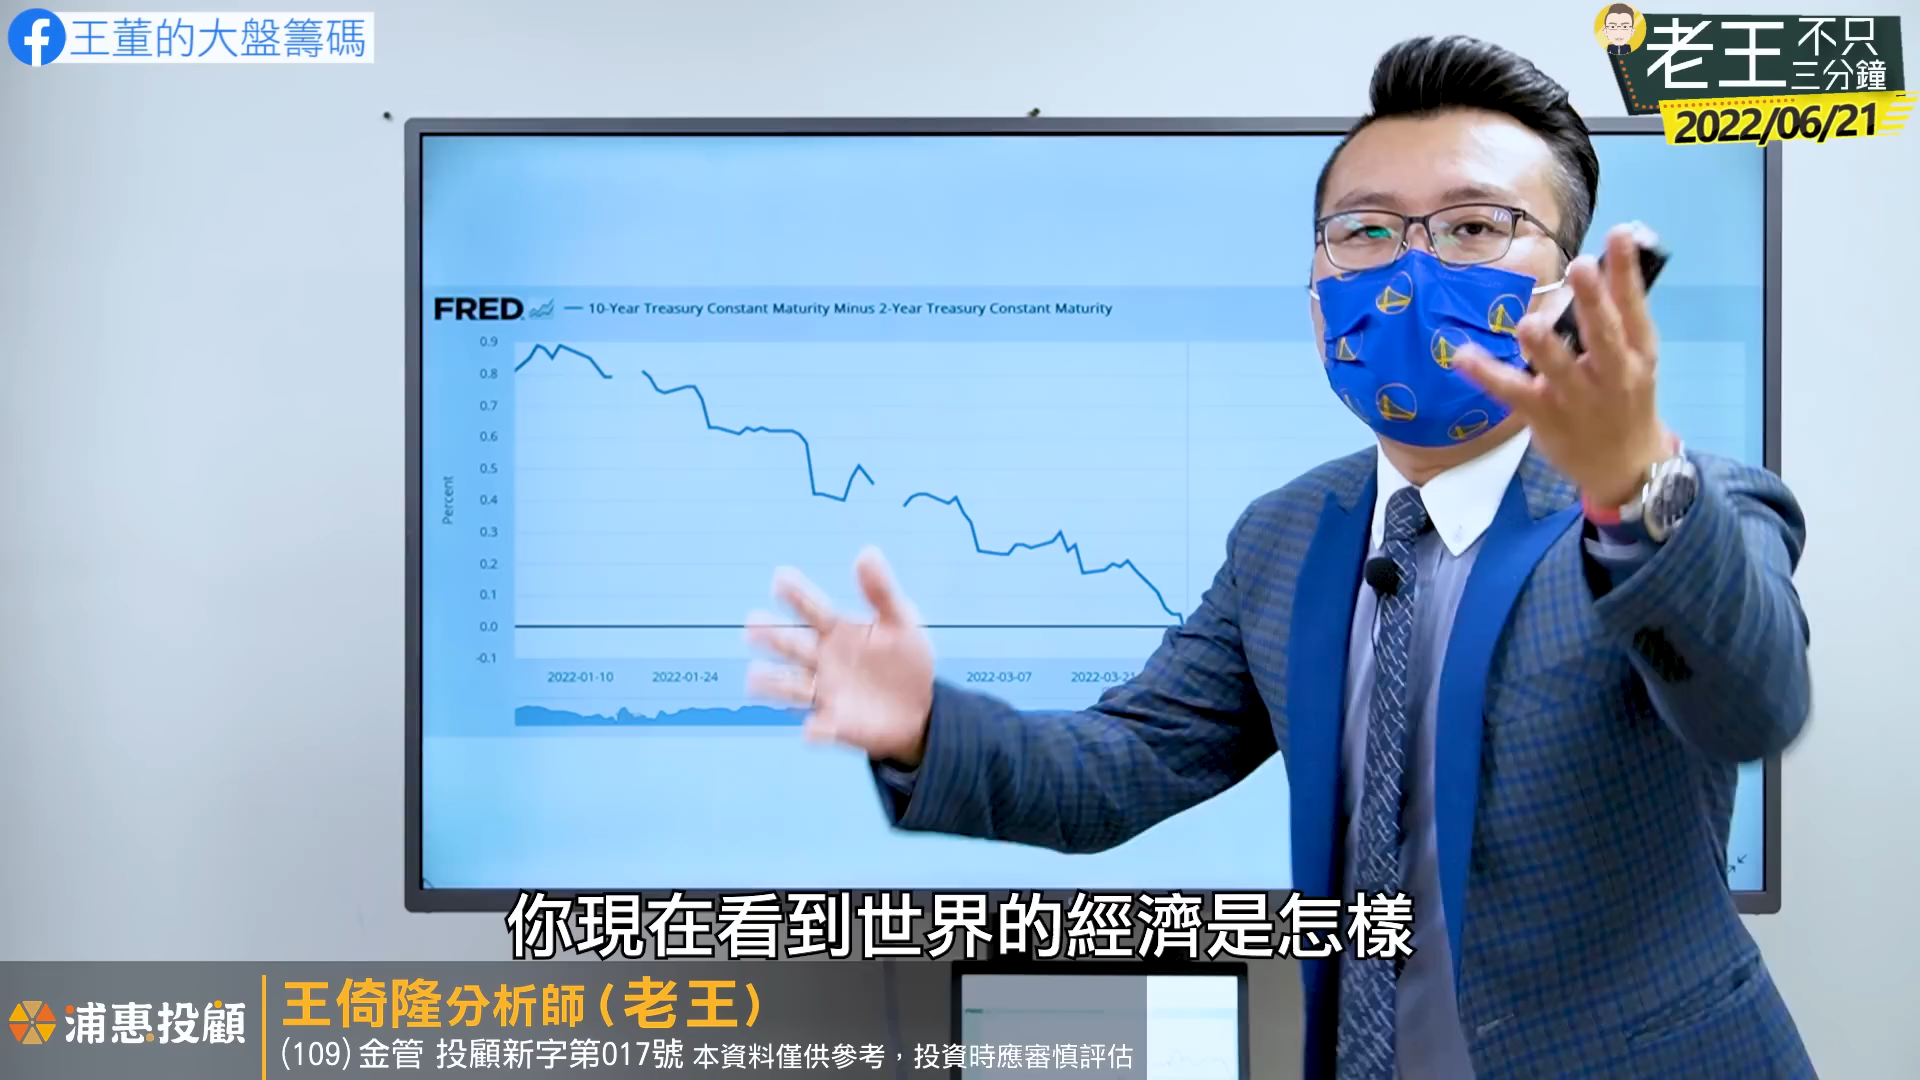 王董的大盤籌碼
老王 不只
三分鐘
2022/06/21
FRED 10-Year Treasury Constant Maturity Minus 2-Year Treasury Constant Maturity
0.9
0.8
0.7
0.6
0.5
0.4
0.3
0.2
0.1
0.0
-0.1
Percent
2022-01-10 2022-01-24 2022-03-07 2022-03-21
你現在看到世界的經濟是怎樣
浦惠投顧
王倚隆分析師(老王)
(109) 金管 投顧新字第017號 本資料僅供參考,投資時應審慎評估